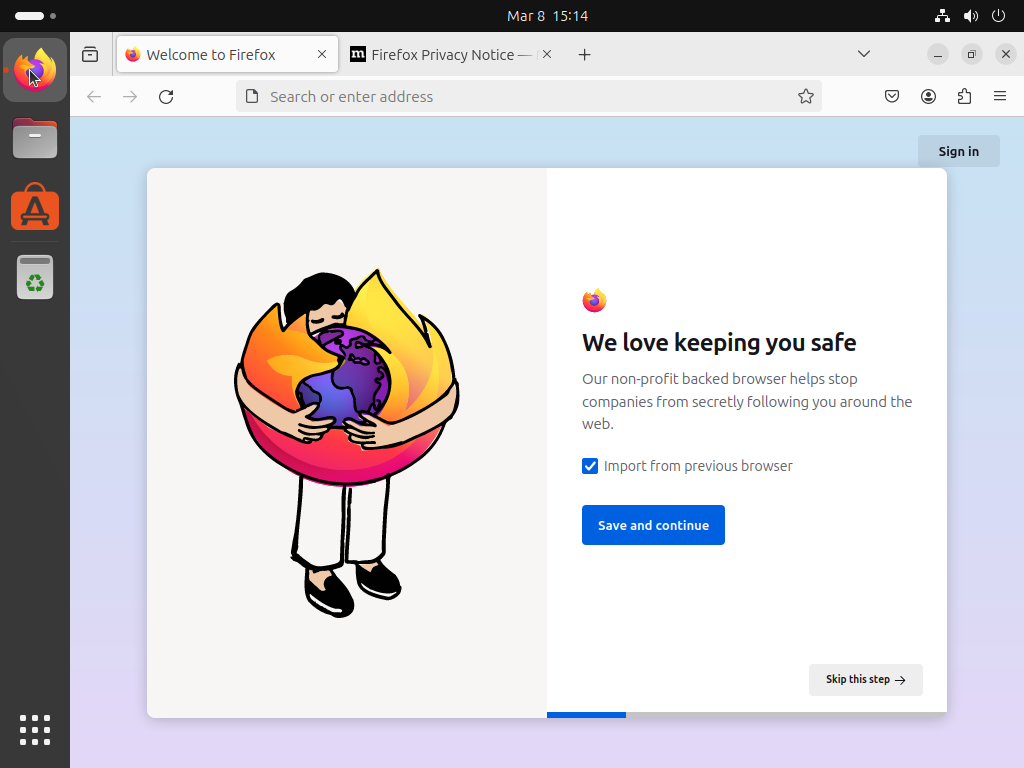 Mar 8 15:14
Welcome to Firefox
Firefox Privacy Notice —
Search or enter address
Sign in
We love keeping you safe
Our non-profit backed browser helps stop
companies from secretly following you around the
web.
Import from previous browser
Save and continue
Skip this step